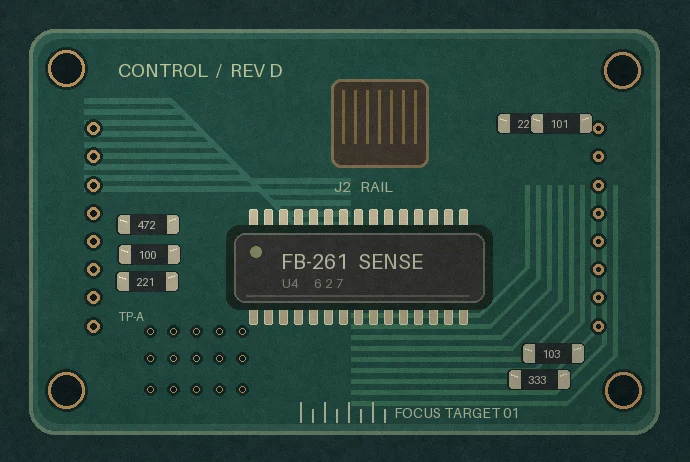 CONTROL / REV D
22
101
J2 RAIL
472
100
221
FB-261 SENSE
U4 627
TP-A
103
333
FOCUS TARGET 01